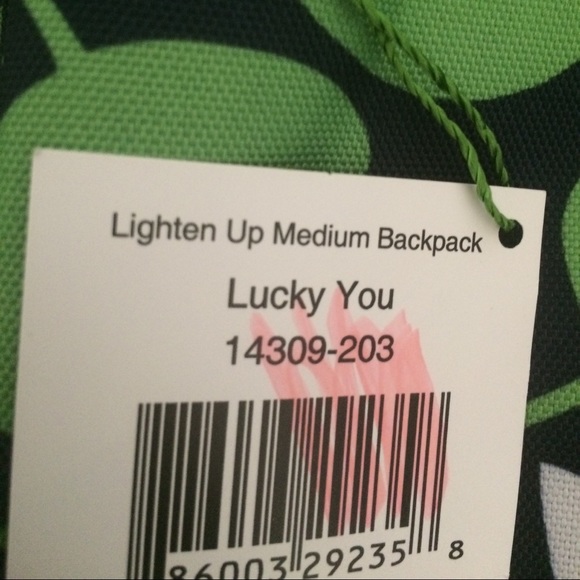 Lighten Up Medium Backpack
Lucky You
14309-203
86003 29235 8